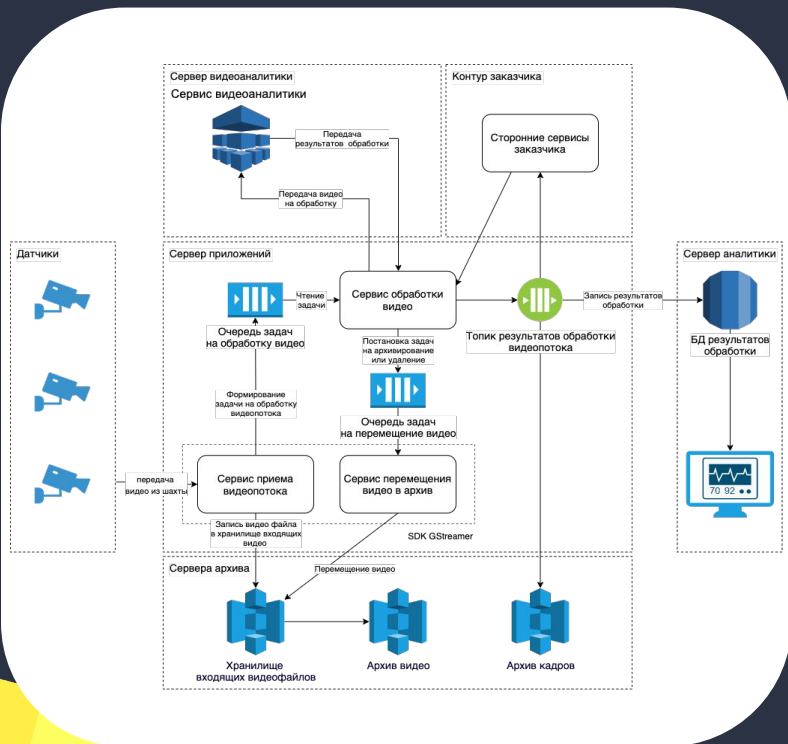 Сервер видеоаналитики
Сервис видеоаналитики
Передача
результатов обработки
Передача видео
на обработку
Контур заказчика
Сторонние сервисы
заказчика
Датчики
Сервер приложений
Чтение
задачи
Очередь задач
на обработку видео
Сервис обработки
видео
Топик результатов обработки
видеопотока
Запись результатов
обработки
Сервер аналитики
БД результатов
обработки
70 92
Постановка задач
на архивирование
или удаление
Очередь задач
на перемещение видео
Формирование
задачи на обработку
видеопотока
передача
видео из шахты
Сервис приема
видеопотока
Сервис перемещения
видео в архив
SDK GStreamer
Запись видео файла
в хранилище входящих
видео
Сервера архива
Перемещение видео
Хранилище
входящих видеофайлов
Архив видео
Архив кадров